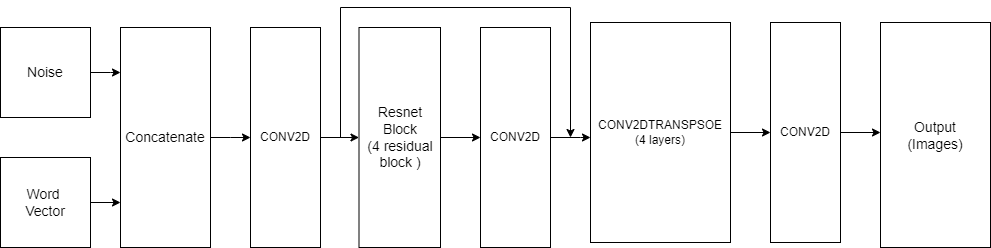 Noise
Word
Vector
Concatenate
CONV2D
Resnet
Block
(4 residual
block )
CONV2D
CONV2DTRANSPSOE
(4 layers)
CONV2D
Output
(Images)